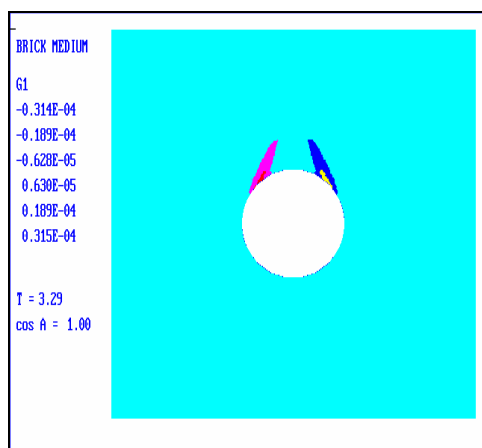 BRICK MEDIUM
G1
-0.314E-04
-0.189E-04
-0.628E-05
0.630E-05
0.189E-04
0.315E-04
T = 3.29
cos A = 1.00